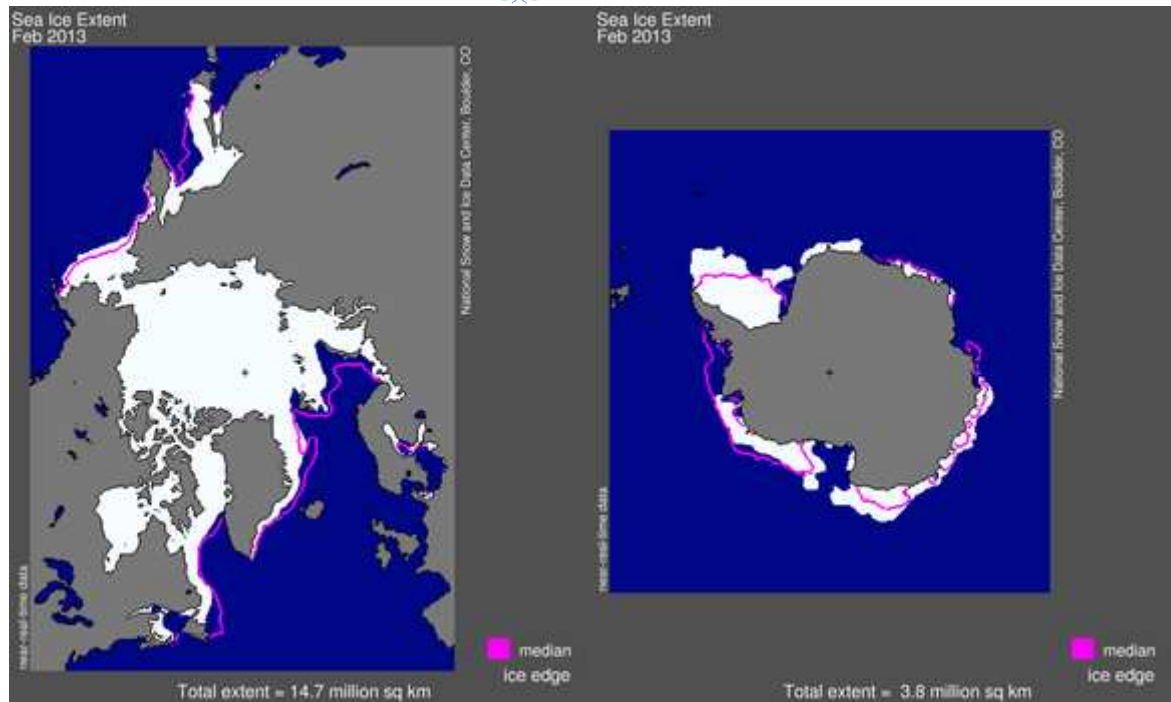 Sea Ice Extent
Feb 2013
National Snow and Ice Data Center, Boulder, CO
near-real-time data
median
ice edge
Total extent = 14.7 million sq km
Sea Ice Extent
Feb 2013
National Snow and Ice Data Center, Boulder, CO
near-real-time data
median
ice edge
Total extent = 3.8 million sq km